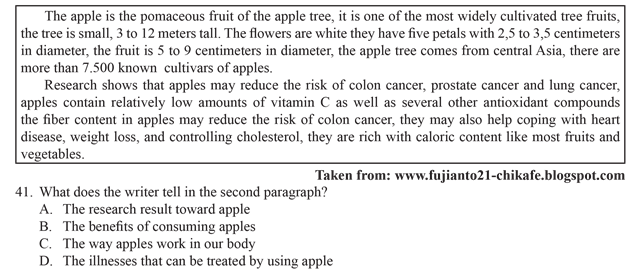 The apple is the pomaceous fruit of the apple tree, it is one of the most widely cultivated tree fruits,
the tree is small, 3 to 12 meters tall. The flowers are white they have five petals with 2,5 to 3,5 centimeters
in diameter, the fruit is 5 to 9 centimeters in diameter, the apple tree comes from central Asia, there are
more than 7.500 known cultivars of apples.
Research shows that apples may reduce the risk of colon cancer, prostate cancer and lung cancer,
apples contain relatively low amounts of vitamin C as well as several other antioxidant compounds
the fiber content in apples may reduce the risk of colon cancer, they may also help coping with heart
disease, weight loss, and controlling cholesterol, they are rich with caloric content like most fruits and
vegetables.
Taken from: www.fujianto21-chikafe.blogspot.com
41. What does the writer tell in the second paragraph?
A. The research result toward apple
B. The benefits of consuming apples
C. The way apples work in our body
D. The illnesses that can be treated by using apple